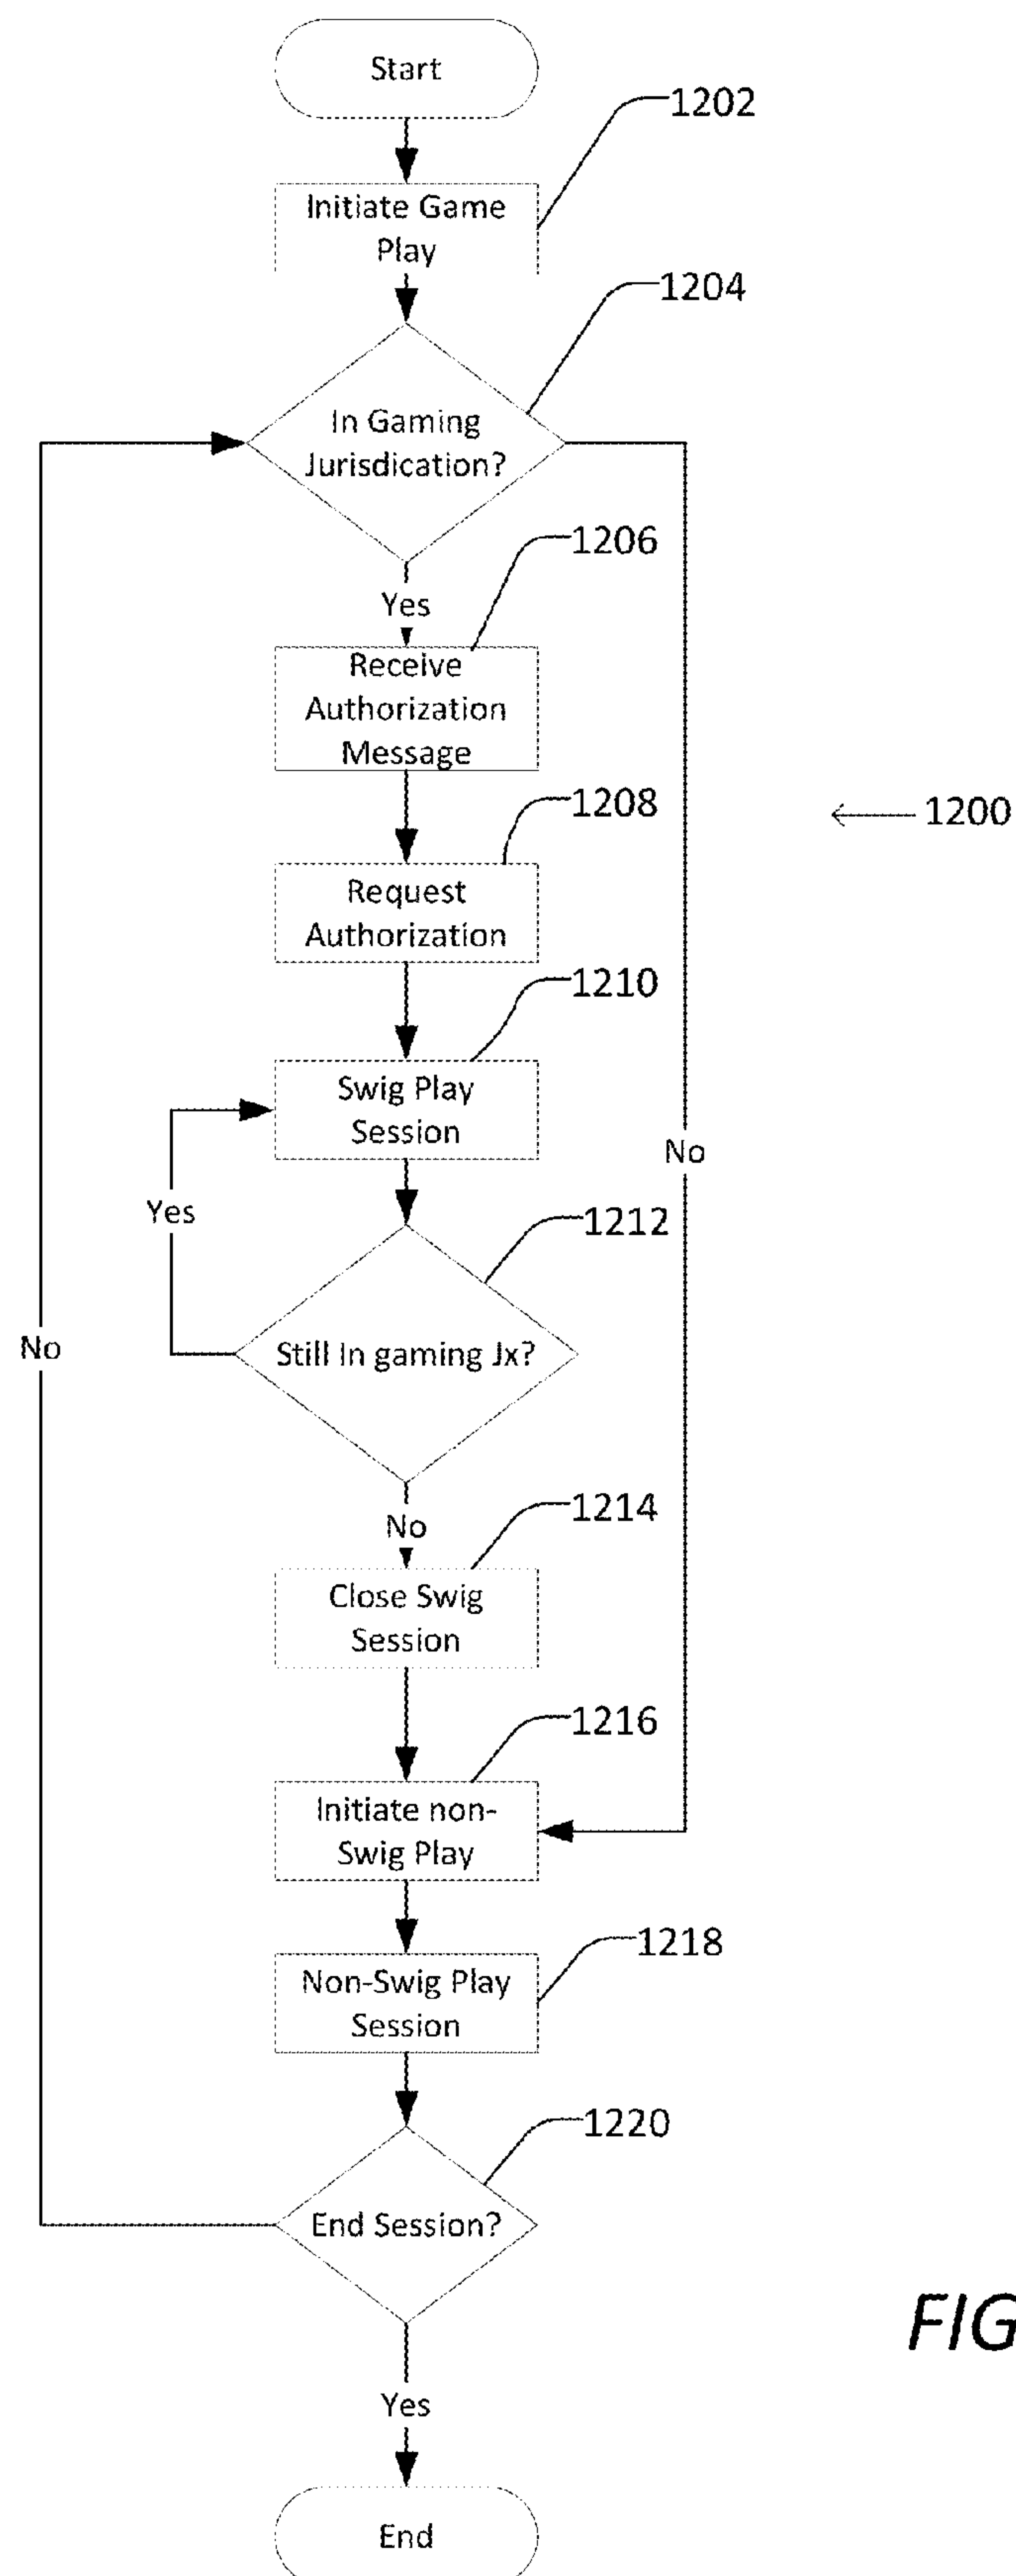 Start
1202
Initiate Game
Play
1204
In Gaming
Jurisdication?
1206
Yes
Receive
Authorization
Message
1208
1200
Request
Authorization
1210
Swig Play
Session
No
Yes
1212
No
Still In gaming Jx?
1214
No
Close Swig
Session
1216
Initiate non-
Swig Play
1218
Non-Swig Play
Session
1220
End Session?
FIG
Yes
End